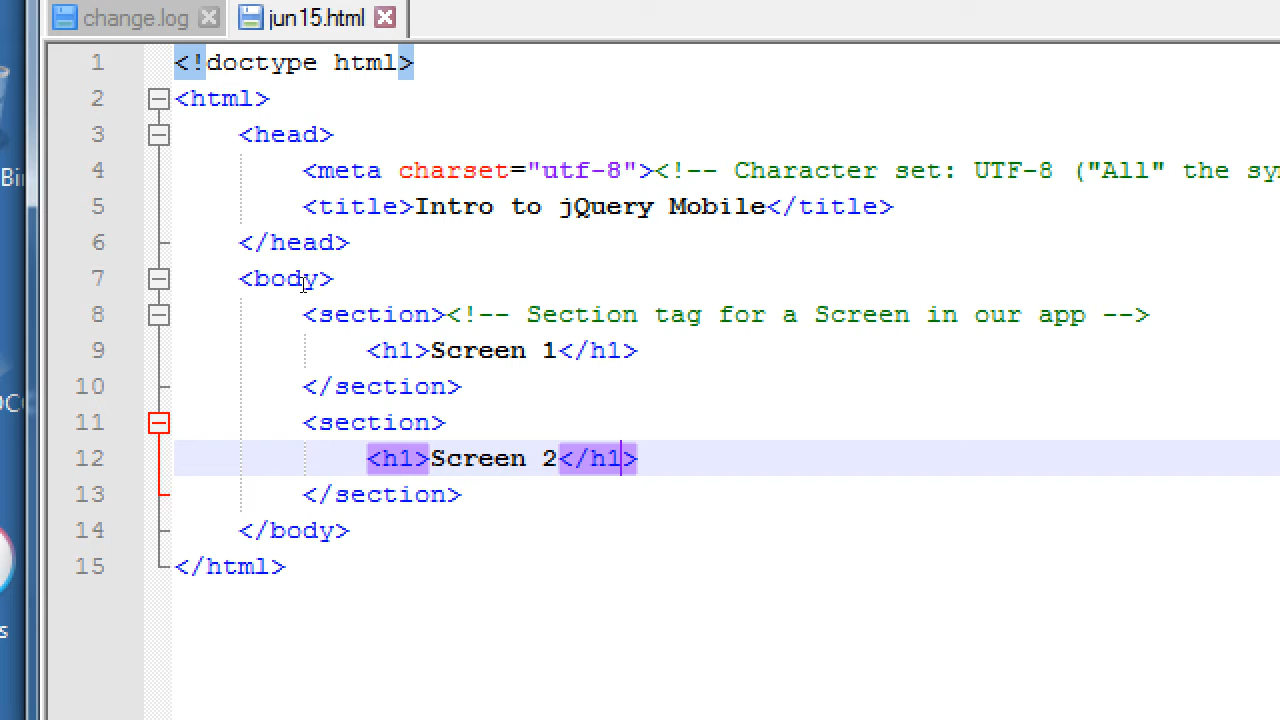 change.log jun15.html
1 <!doctype html>
2 <html>
3 <head>
4 <meta charset="utf-8"><!-- Character set: UTF-8 ("All" the
5 <title>Intro to jQuery Mobile</title>
6 </head>
7 <body>
8 <section><!-- Section tag for a Screen in our app -->
9 <h1>Screen 1</h1>
10 </section>
11 <section>
12 <h1>Screen 2</h1>
13 </section>
14 </body>
15 </html>